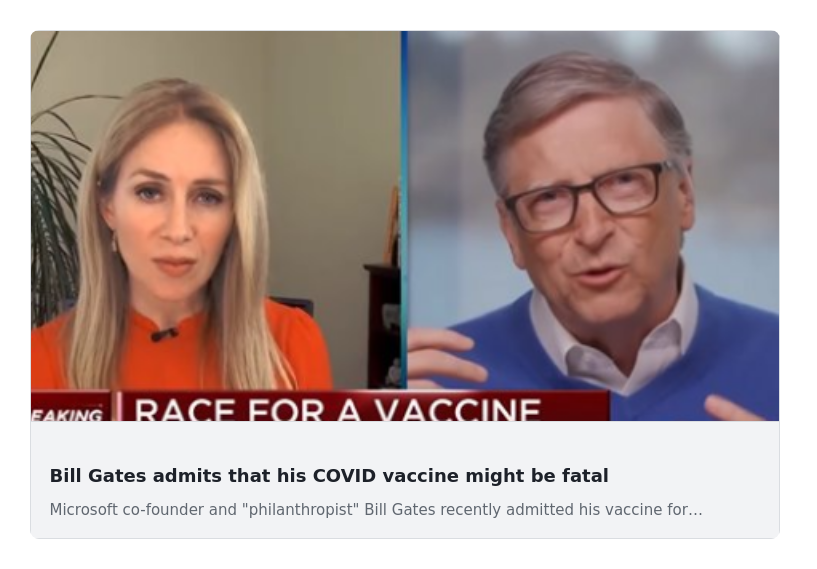 EAKING
RACE FOR A VACCINE
Bill Gates admits that his COVID vaccine might be fatal
Microsoft co-founder and "philanthropist" Bill Gates recently admitted his vaccine for...